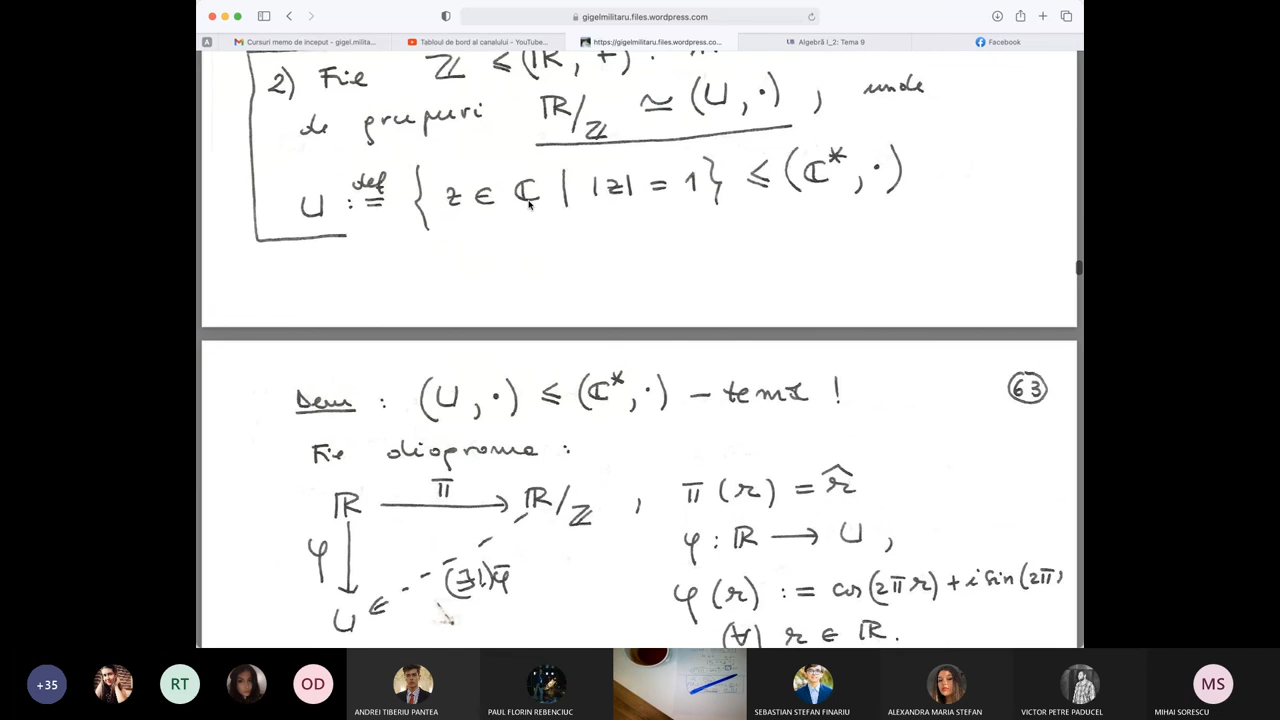 gigelmilitaru.files.wordpress.com
Cursuri memo de inceput - gigel.milita...
Tabloul de bord al canalului - YouTube...
https://gigelmilitaru.files.wordpress.co...
Algebră I_2: Tema 9
Facebook
2) Fie ℤ ≤ (ℝ, +).
de grupuri ℝ/ℤ ≃ (U, ·), unde
U :=^def { z ∈ ℂ | |z| = 1 } ≤ (ℂ*, ·)
Dem : (U, ·) ≤ (ℂ*, ·) – temă !
63
Fie diagrama :
ℝ π ℝ/ℤ , π(r) = r̂
φ (∃!) φ̄ φ : ℝ → U ,
U φ(r) := cos(2πr) + i sin(2π
(∀) r ∈ ℝ.
+35
RT
OD
ANDREI TIBERIU PANTEA
PAUL FLORIN REBENCIUC
SEBASTIAN STEFAN FINARIU
ALEXANDRA MARIA STEFAN
VICTOR PETRE PADUCEL
MS
MIHAI SORESCU